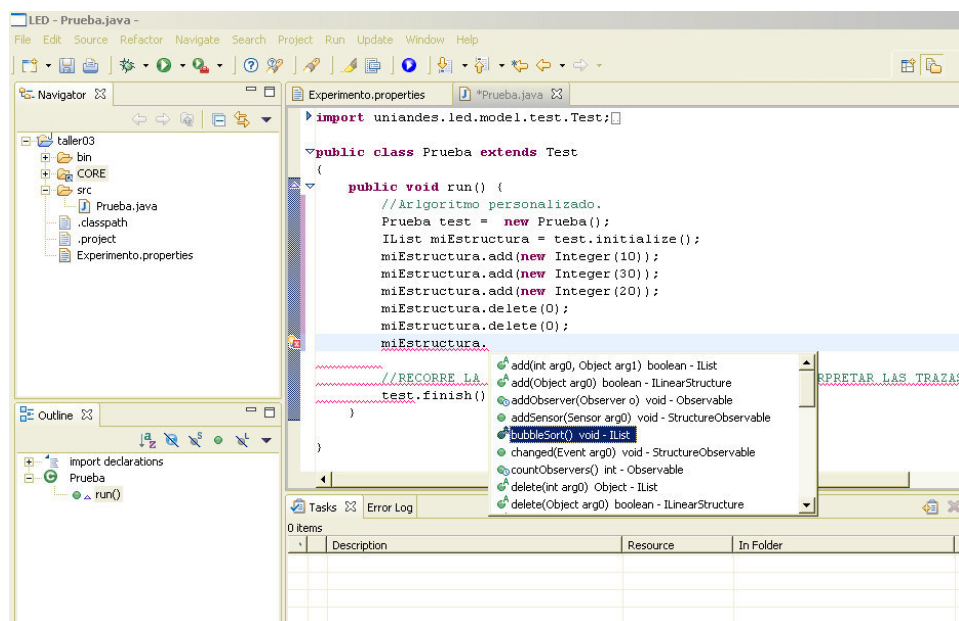 LED - Prueba.java -
File Edit Source Refactor Navigate Search Project Run Update Window Help
Navigator
taller03
bin
CORE
src
Prueba.java
.classpath
.project
Experimento.properties
Outline
import declarations
Prueba
run()
Experimento.properties *Prueba.java
import uniandes.led.model.test.Test;
public class Prueba extends Test
{
public void run() {
//Arlgoritmo personalizado.
Prueba test = new Prueba();
IList miEstructura = test.initialize();
miEstructura.add(new Integer(10));
miEstructura.add(new Integer(30));
miEstructura.add(new Integer(20));
miEstructura.delete(0);
miEstructura.delete(0);
miEstructura.
//RECORRE LA RPRETAR LAS TRAZAS
test.finish()
}
}
add(int arg0, Object arg1) boolean - IList
add(Object arg0) boolean - ILinearStructure
addObserver(Observer o) void - Observable
addSensor(Sensor arg0) void - StructureObservable
bubbleSort() void - IList
changed(Event arg0) void - StructureObservable
countObservers() int - Observable
delete(int arg0) Object - IList
delete(Object arg0) boolean - ILinearStructure
Tasks Error Log
0 items
Description Resource In Folder